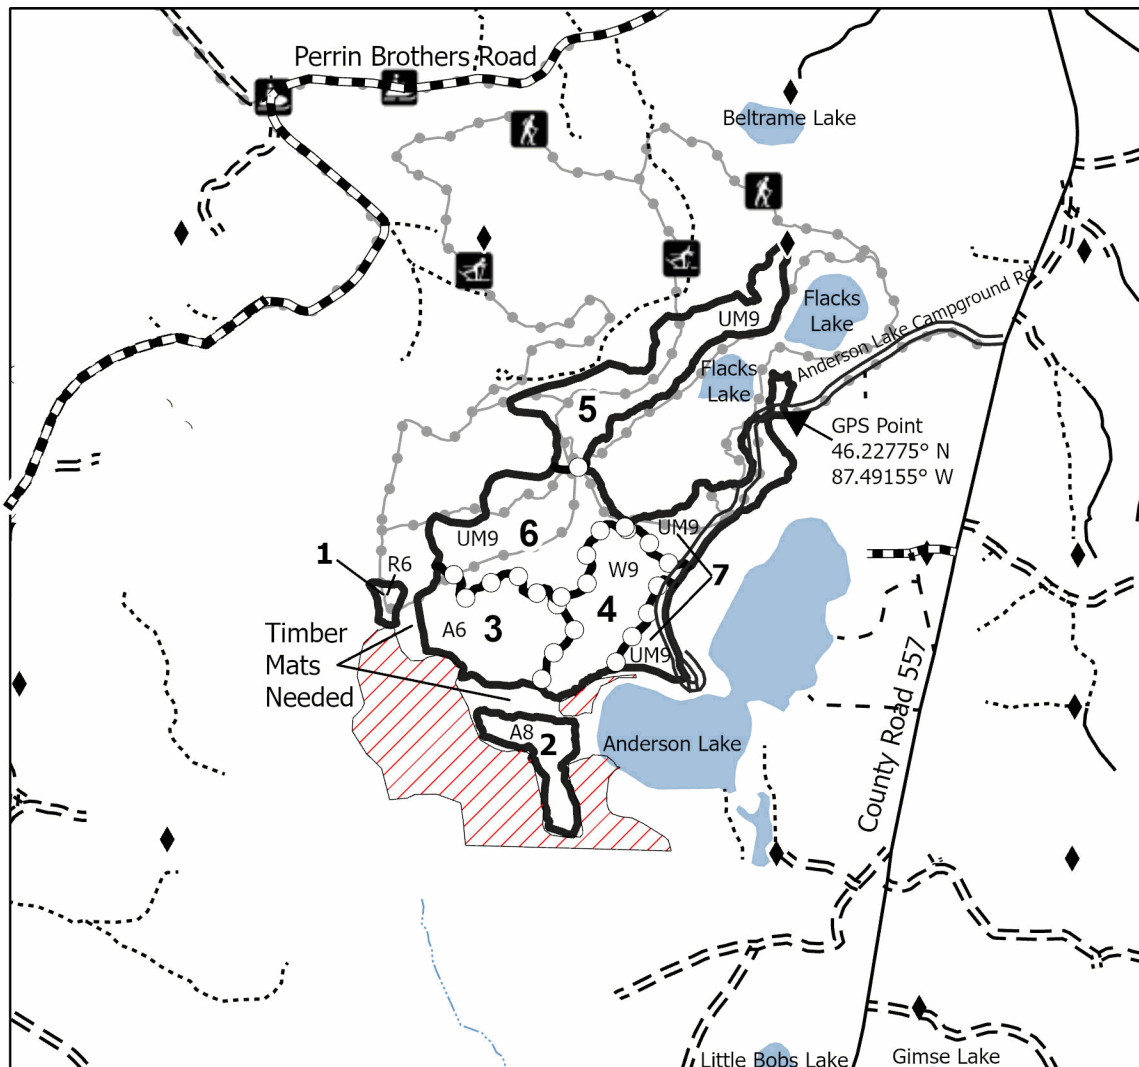 Perrin Brothers Road
Beltrame Lake
Flacks
Lake
UM9
Anderson Lake Campground Rd
Flacks
Lake
5
GPS Point
46.22775° N
87.49155° W
UM9
6
UM9
1
R6
W9
7
A6
3
4
Timber
Mats
Needed
UM9
A8
2
Anderson Lake
County Road 557
Little Bobs Lake
Gimse Lake